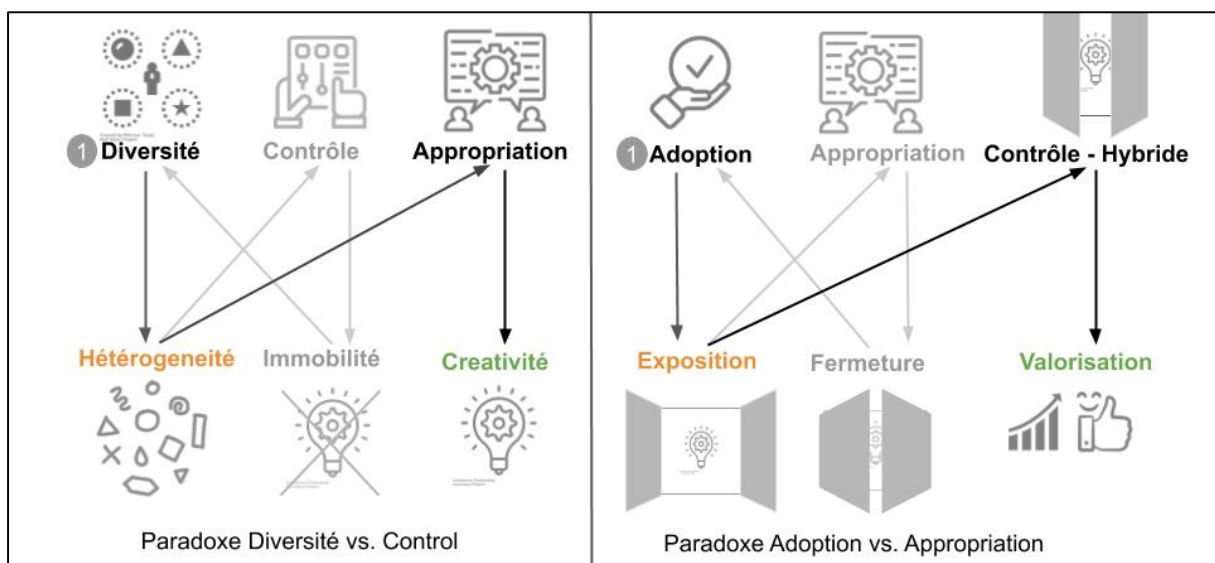 1 Diversité
Contrôle
Appropriation
Hétérogeneité
Immobilité
Creativité
Paradoxe Diversité vs. Control
1 Adoption
Appropriation
Contrôle - Hybride
Exposition
Fermeture
Valorisation
Paradoxe Adoption vs. Appropriation